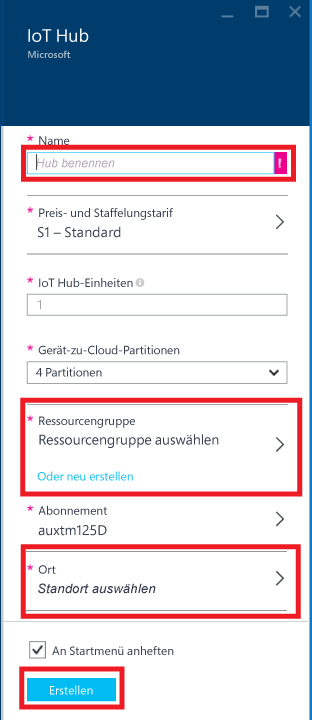 IoT Hub
Microsoft
* Name
Hub benennen
!
* Preis- und Staffelungstarif
S1 – Standard
* IoT Hub-Einheiten
1
* Gerät-zu-Cloud-Partitionen
4 Partitionen
* Ressourcengruppe
Ressourcengruppe auswählen
Oder neu erstellen
* Abonnement
auxtm125D
* Ort
Standort auswählen
An Startmenü anheften
Erstellen